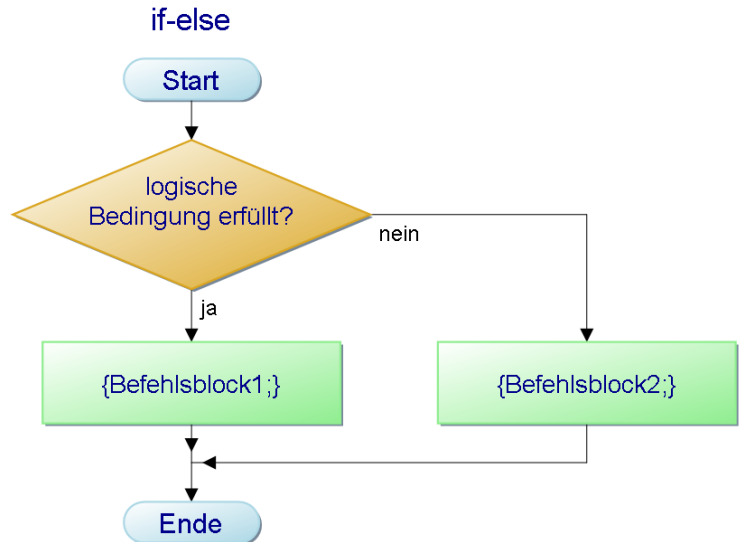 if-else
Start
logische
Bedingung erfüllt?
nein
ja
{Befehlsblock1;}
{Befehlsblock2;}
Ende